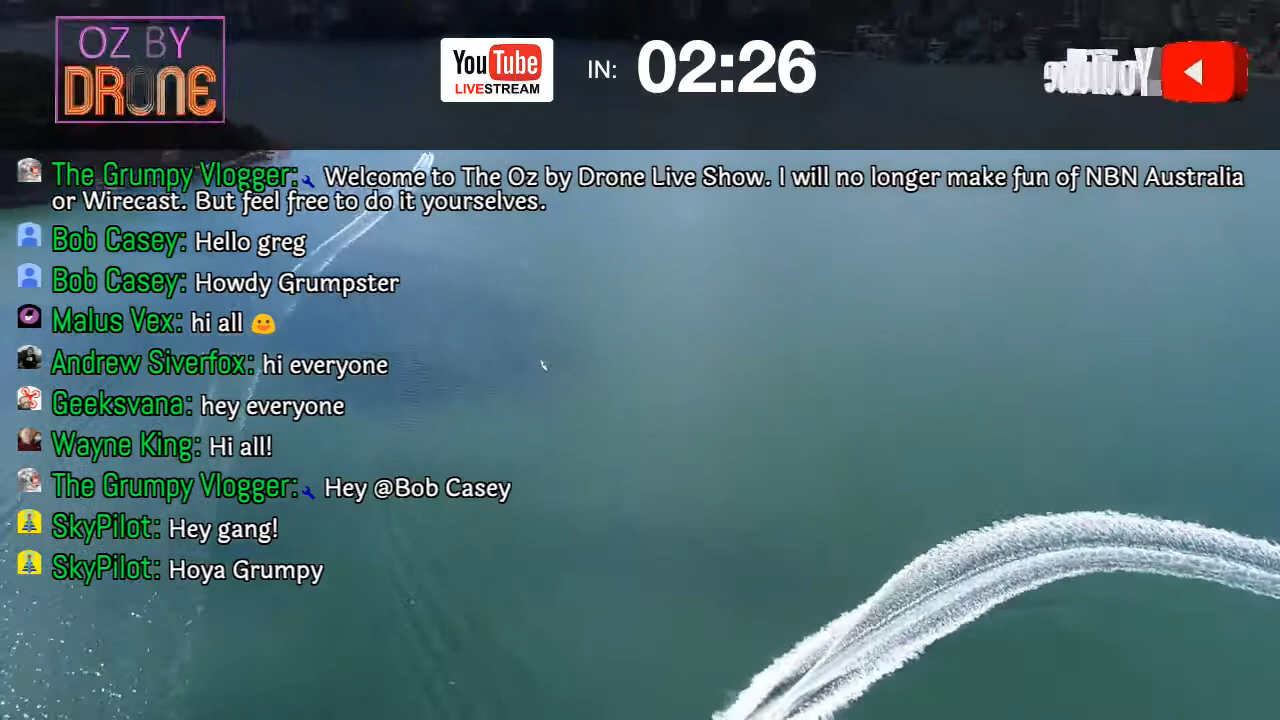 OZ BY
DRONE
YouTube
LIVESTREAM
IN:
02:26
YouTube
The Grumpy Vlogger: Welcome to The Oz by Drone Live Show. I will no longer make fun of NBN Australia
or Wirecast. But feel free to do it yourselves.
Bob Casey: Hello greg
Bob Casey: Howdy Grumpster
Malus Vex: hi all
Andrew Siverfox: hi everyone
Geeksvana: hey everyone
Wayne King: Hi all!
The Grumpy Vlogger: Hey @Bob Casey
SkyPilot: Hey gang!
SkyPilot: Hoya Grumpy